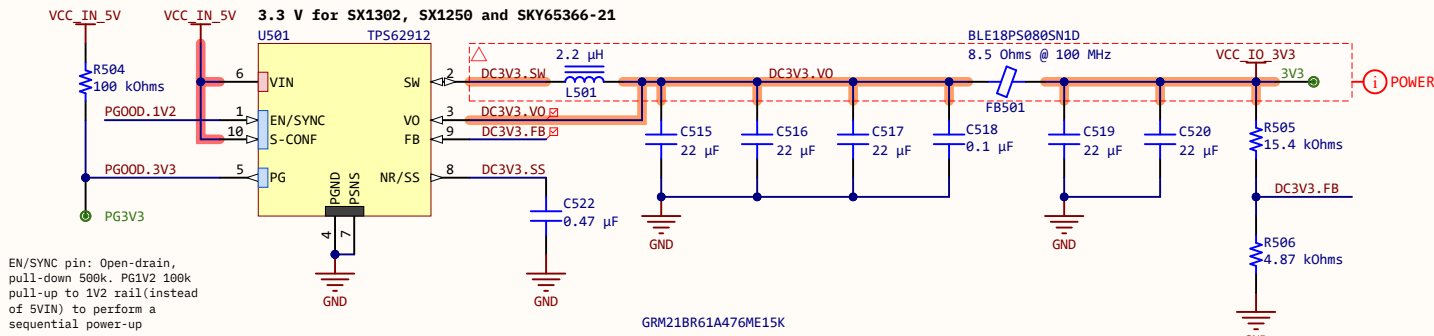 VCC_IN_5V
VCC_IN_5V
3.3 V for SX1302, SX1250 and SKY65366-21
U501
TPS62912
R504
100 kOhms
PGOOD.1V2
PGOOD.3V3
PG3V3
6
1
10
5
VIN
EN/SYNC
S-CONF
PG
SW
VO
FB
NR/SS
PGND
PSNS
4
7
GND
2
3
9
8
DC3V3.SW
DC3V3.VO
DC3V3.FB
DC3V3.SS
2.2 µH
L501
DC3V3.VO
C522
0.47 µF
GND
C515
22 µF
C516
22 µF
C517
22 µF
C518
0.1 µF
GND
BLE18PS080SN1D
8.5 Ohms @ 100 MHz
FB501
C519
22 µF
C520
22 µF
GND
VCC_IO_3V3
3V3
i
POWER
R505
15.4 kOhms
DC3V3.FB
R506
4.87 kOhms
GND
EN/SYNC pin: Open-drain,
pull-down 500k. PG1V2 100k
pull-up to 1V2 rail(instead
of 5VIN) to perform a
sequential power-up
GRM21BR61A476ME15K